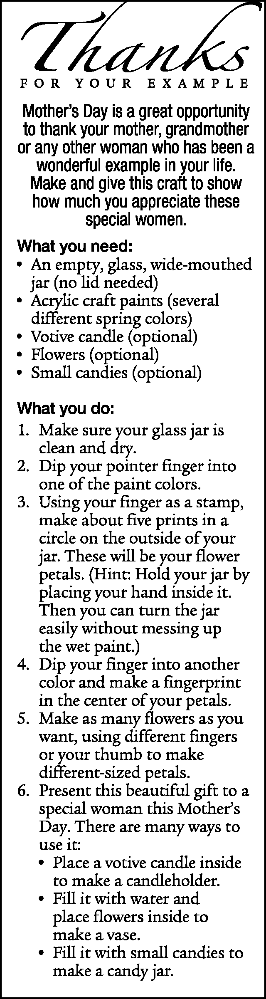 Thanks
FOR YOUR EXAMPLE
Mother's Day is a great opportunity
to thank your mother, grandmother
or any other woman who has been a
wonderful example in your life.
Make and give this craft to show
how much you appreciate these
special women.
What you need:
• An empty, glass, wide-mouthed
jar (no lid needed)
• Acrylic craft paints (several
different spring colors)
• Votive candle (optional)
• Flowers (optional)
• Small candies (optional)
What you do:
1. Make sure your glass jar is
clean and dry.
2. Dip your pointer finger into
one of the paint colors.
3. Using your finger as a stamp,
make about five prints in a
circle on the outside of your
jar. These will be your flower
petals. (Hint: Hold your jar by
placing your hand inside it.
Then you can turn the jar
easily without messing up
the wet paint.)
4. Dip your finger into another
color and make a fingerprint
in the center of your petals.
5. Make as many flowers as you
want, using different fingers
or your thumb to make
different-sized petals.
6. Present this beautiful gift to a
special woman this Mother's
Day. There are many ways to
use it:
• Place a votive candle inside
to make a candleholder.
• Fill it with water and
place flowers inside to
make a vase.
• Fill it with small candies to
make a candy jar.